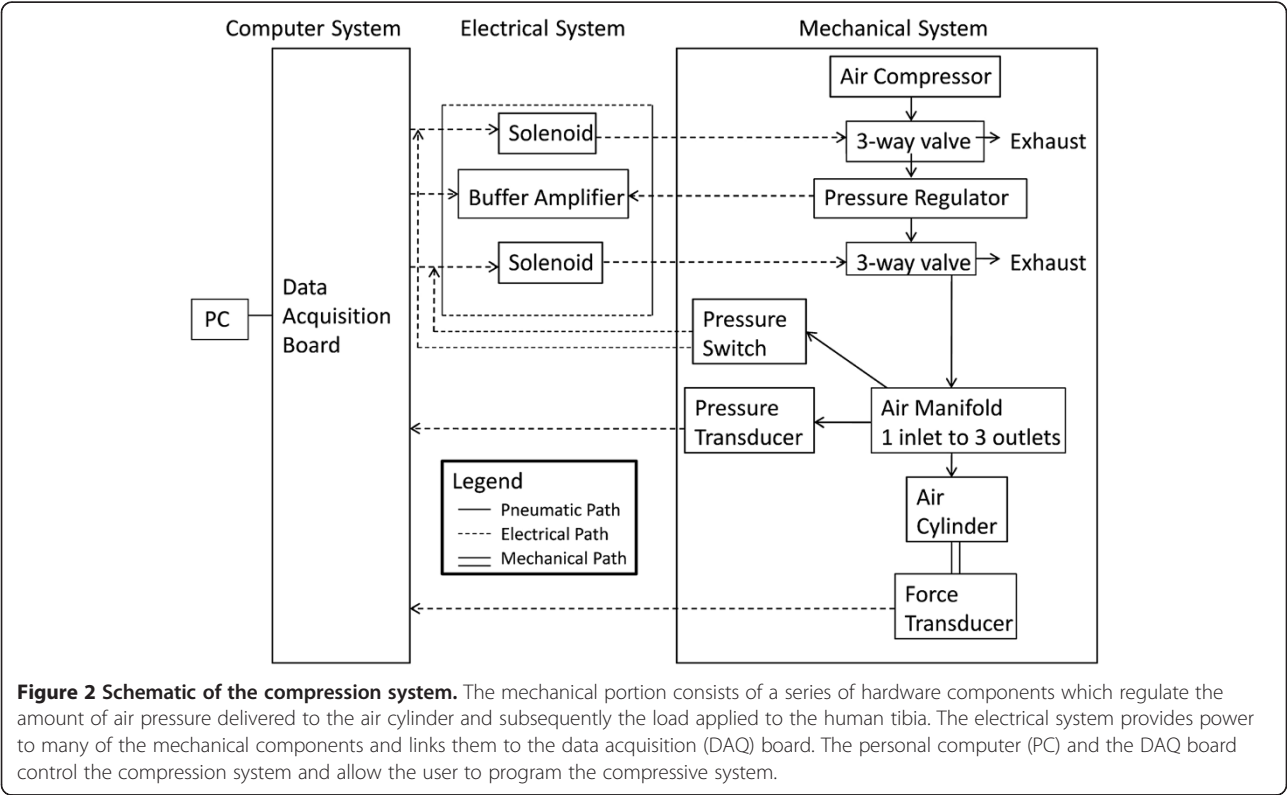 Computer System
Electrical System
Mechanical System
Air Compressor
Solenoid
3-way valve
Exhaust
Buffer Amplifier
Pressure Regulator
Solenoid
3-way valve
Exhaust
PC
Data
Acquisition
Board
Pressure
Switch
Pressure
Transducer
Air Manifold
1 inlet to 3 outlets
Legend
Pneumatic Path
Electrical Path
Mechanical Path
Air
Cylinder
Force
Transducer
Figure 2 Schematic of the compression system. The mechanical portion consists of a series of hardware components which regulate the
amount of air pressure delivered to the air cylinder and subsequently the load applied to the human tibia. The electrical system provides power
to many of the mechanical components and links them to the data acquisition (DAQ) board. The personal computer (PC) and the DAQ board
control the compression system and allow the user to program the compressive system.